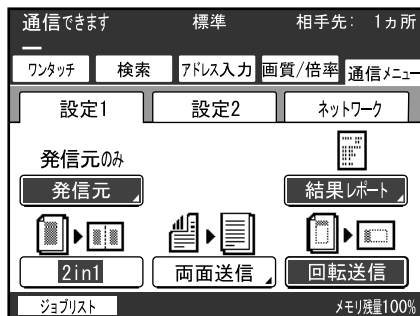 通信できます 標準 相手先: 1ヵ所
ワンタッチ 検索 アドレス入力 画質/倍率 通信メニュー
設定1 設定2 ネットワーク
発信元のみ
発信元 結果レポート
2in1 両面送信 回転送信
ジョブリスト メモリ残量100%